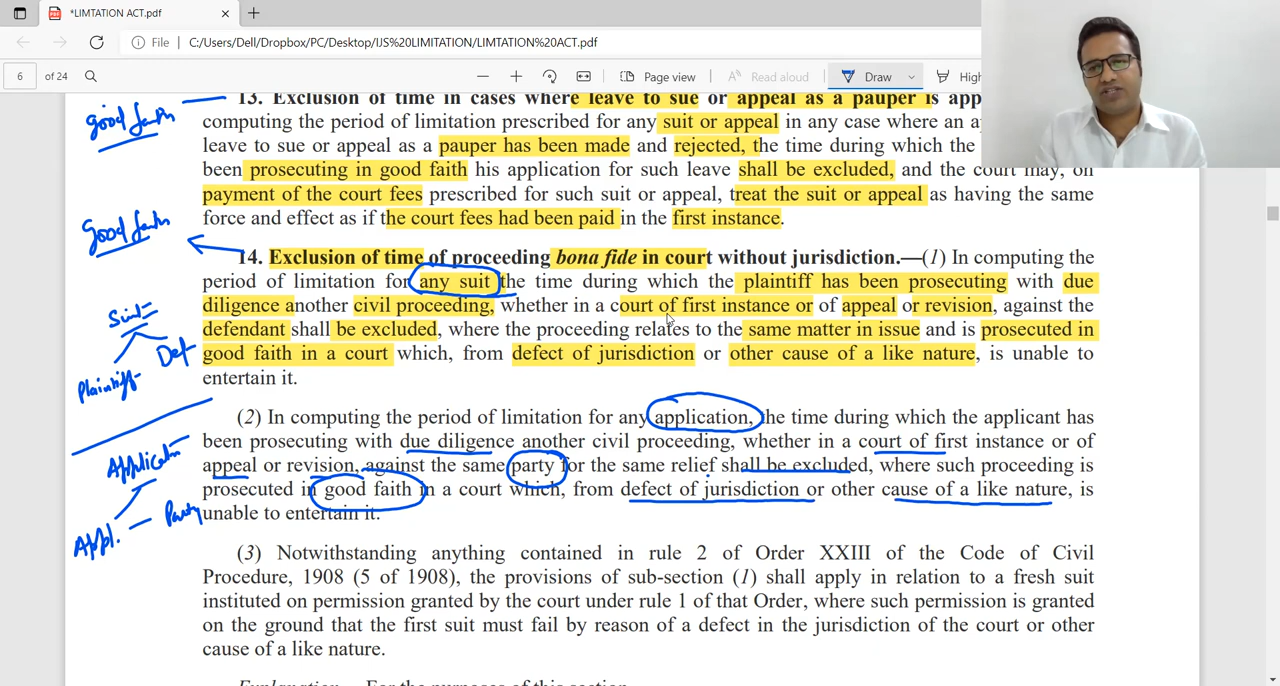 *LIMTATION ACT.pdf
File
C:/Users/Dell/Dropbox/PC/Desktop/IJS%20LIMITATION/LIMTATION%20ACT.pdf
6 of 24
Page view
Read aloud
Draw
High
good faith
13. Exclusion of time in cases where leave to sue or appeal as a pauper is ap
computing the period of limitation prescribed for any suit or appeal in any case where an a
leave to sue or appeal as a pauper has been made and rejected, the time during which the
been prosecuting in good faith his application for such leave shall be excluded, and the court may, on
payment of the court fees prescribed for such suit or appeal, treat the suit or appeal as having the same
force and effect as if the court fees had been paid in the first instance.
Good faith
14. Exclusion of time of proceeding bona fide in court without jurisdiction.—(1) In computing the
period of limitation for any suit the time during which the plaintiff has been prosecuting with due
diligence another civil proceeding, whether in a court of first instance or of appeal or revision, against the
defendant shall be excluded, where the proceeding relates to the same matter in issue and is prosecuted in
good faith in a court which, from defect of jurisdiction or other cause of a like nature, is unable to
entertain it.
Suit
Def
Plaintiff
(2) In computing the period of limitation for any application, the time during which the applicant has
been prosecuting with due diligence another civil proceeding, whether in a court of first instance or of
appeal or revision, against the same party for the same relief shall be excluded, where such proceeding is
prosecuted in good faith in a court which, from defect of jurisdiction or other cause of a like nature, is
unable to entertain it.
Application
Party
Appl.
(3) Notwithstanding anything contained in rule 2 of Order XXIII of the Code of Civil
Procedure, 1908 (5 of 1908), the provisions of sub-section (1) shall apply in relation to a fresh suit
instituted on permission granted by the court under rule 1 of that Order, where such permission is granted
on the ground that the first suit must fail by reason of a defect in the jurisdiction of the court or other
cause of a like nature.
Explanation.—For the purposes of this section,